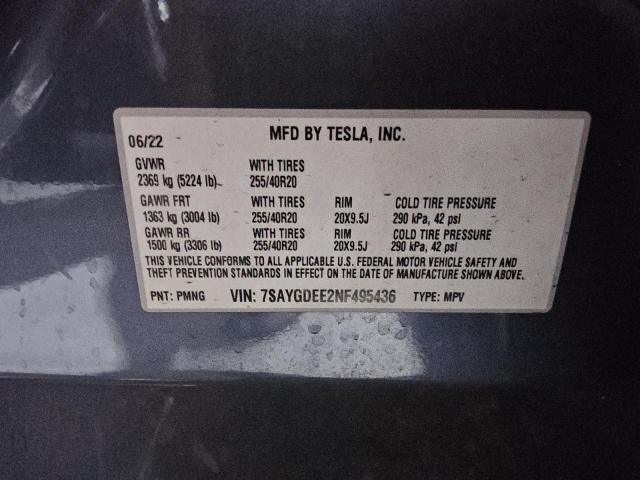 06/22 MFD BY TESLA, INC.
GVWR WITH TIRES
2369 kg (5224 lb) 255/40R20
GAWR FRT WITH TIRES RIM COLD TIRE PRESSURE
1363 kg (3004 lb) 255/40R20 20X9.5J 290 kPa, 42 psi
GAWR RR WITH TIRES RIM COLD TIRE PRESSURE
1500 kg (3306 lb) 255/40R20 20X9.5J 290 kPa, 42 psi
THIS VEHICLE CONFORMS TO ALL APPLICABLE U.S. FEDERAL MOTOR VEHICLE SAFETY AND
THEFT PREVENTION STANDARDS IN EFFECT ON THE DATE OF MANUFACTURE SHOWN ABOVE.
PNT: PMNG VIN: 7SAYGDEE2NF495436 TYPE: MPV